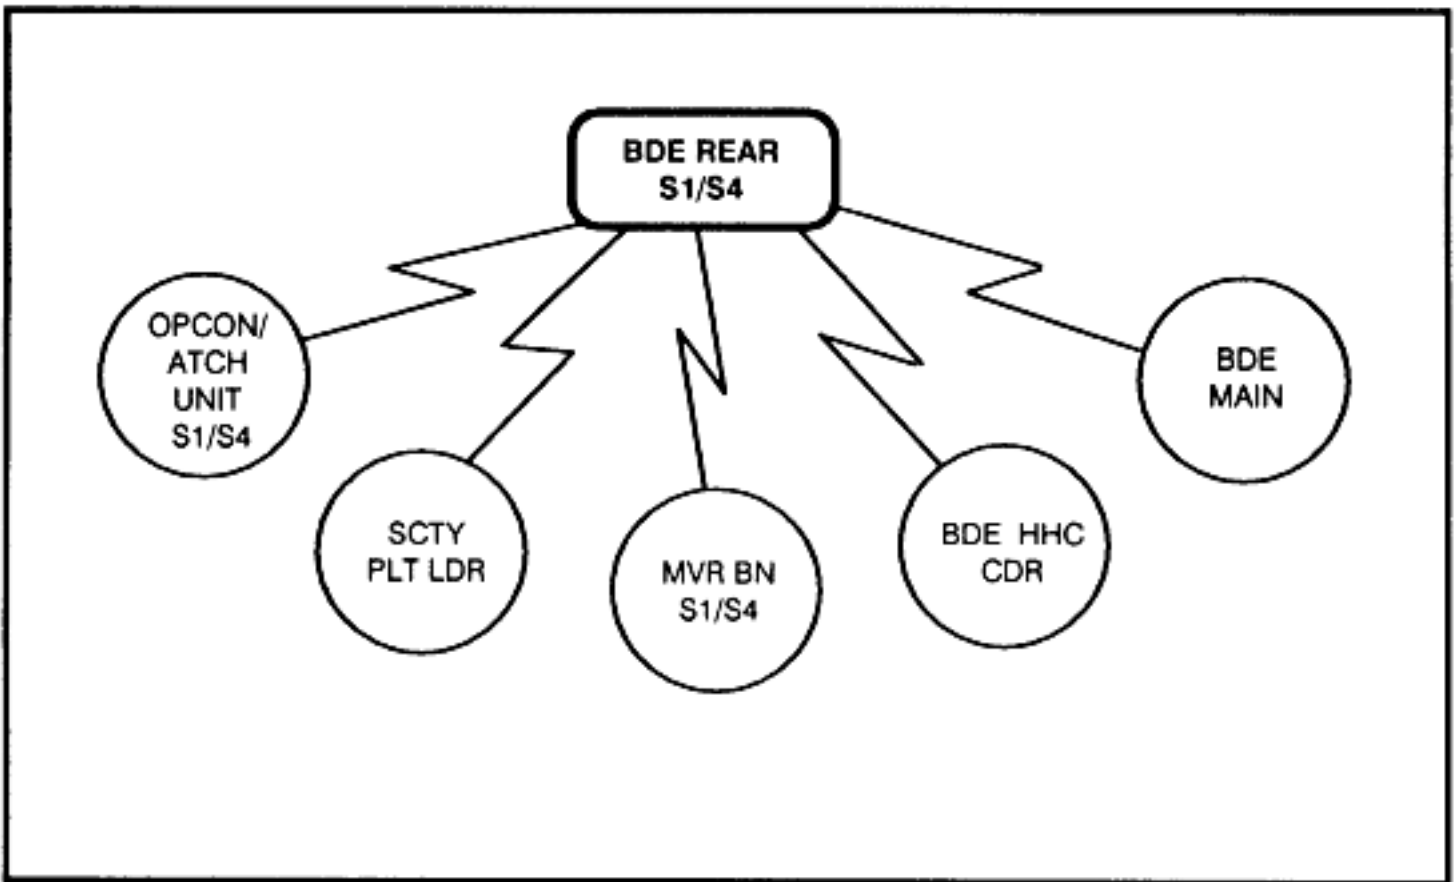 BDE REAR
S1/S4
OPCON/
ATCH
UNIT
S1/S4
SCTY
PLT LDR
MVR BN
S1/S4
BDE HHC
CDR
BDE
MAIN